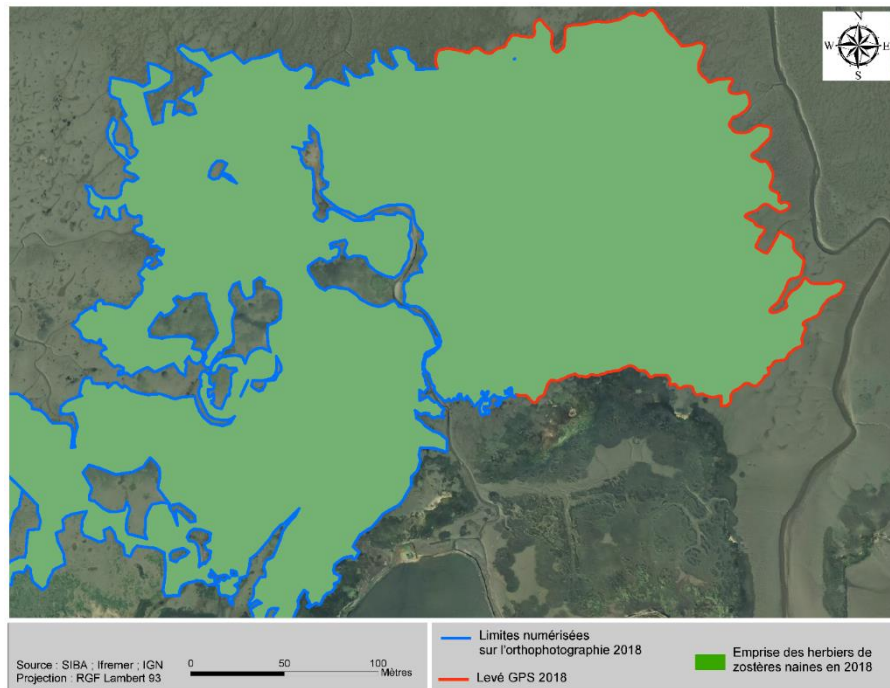 N
W E
S
Source : SIBA ; Ifremer ; IGN
Projection : RGF Lambert 93
0 50 100
Mètres
Limites numérisées
sur l'orthophotographie 2018
Levé GPS 2018
Emprise des herbiers de
zostères naines en 2018